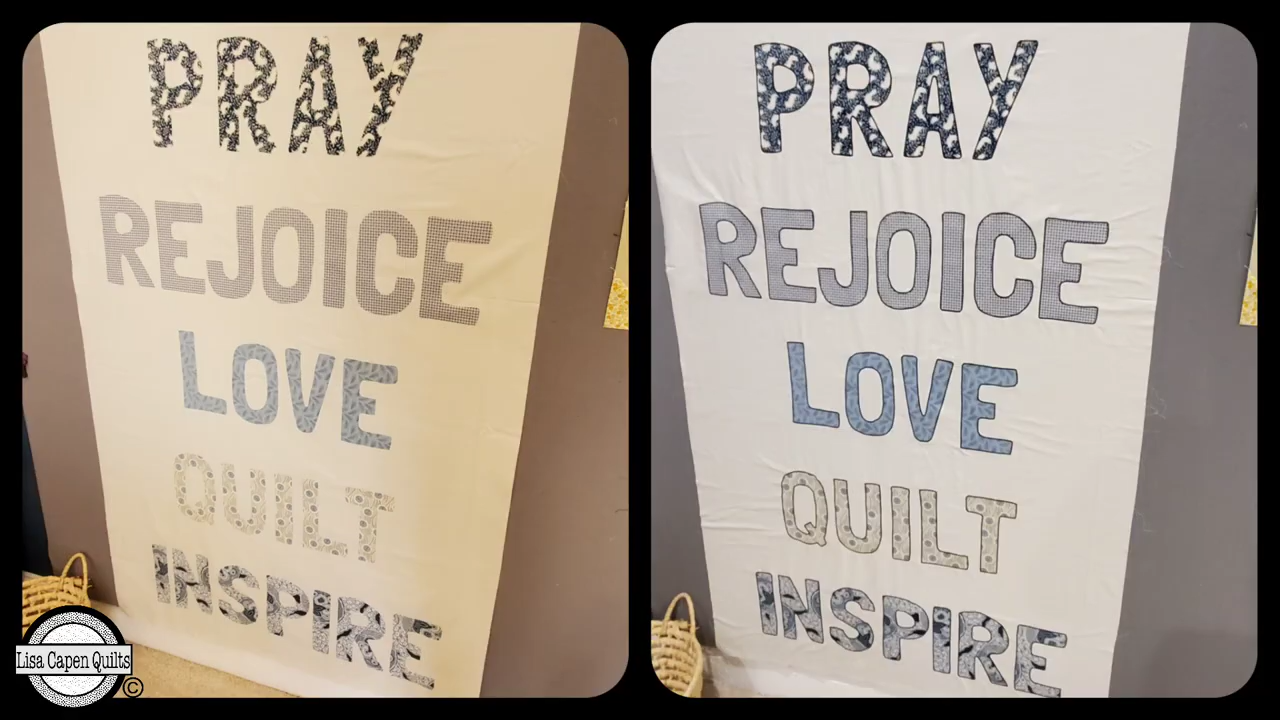 PRAY
REJOICE
LOVE
QUILT
INSPIRE
PRAY
REJOICE
LOVE
QUILT
INSPIRE
Lisa Capen Quilts
©